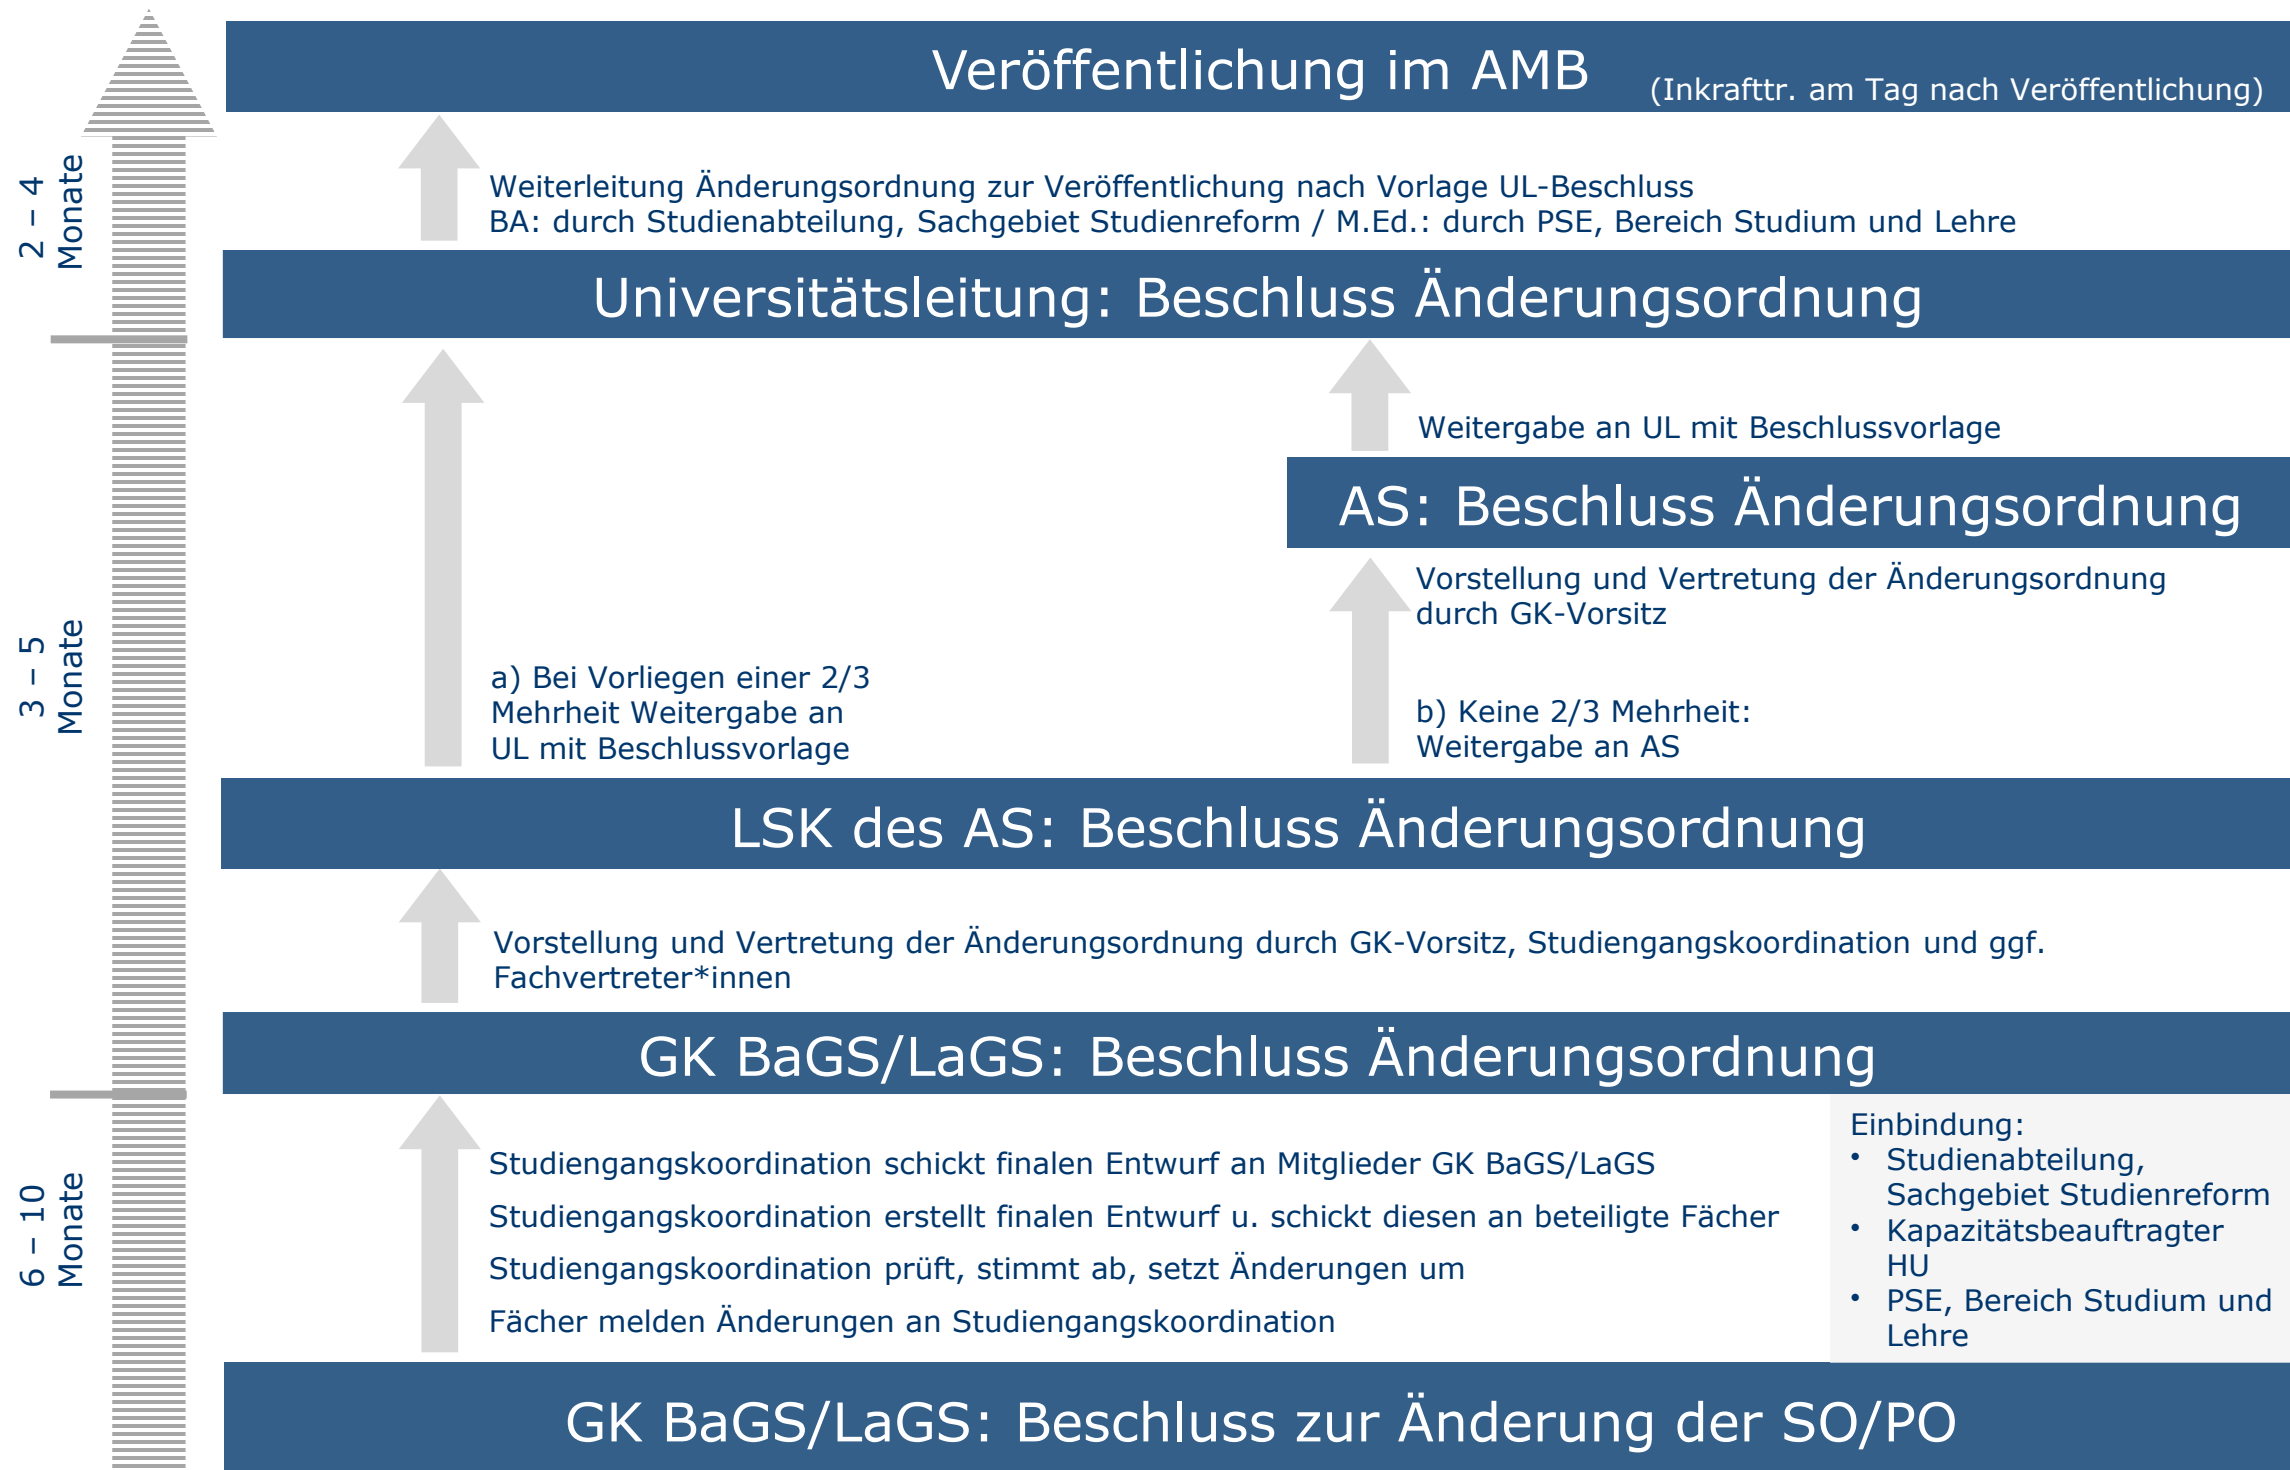 Veröffentlichung im AMB
(Inkrafttr. am Tag nach Veröffentlichung)
2 – 4
Monate
Weiterleitung Änderungsordnung zur Veröffentlichung nach Vorlage UL-Beschluss
BA: durch Studienabteilung, Sachgebiet Studienreform / M.Ed.: durch PSE, Bereich Studium und Lehre
Universitätsleitung: Beschluss Änderungsordnung
Weitergabe an UL mit Beschlussvorlage
AS: Beschluss Änderungsordnung
Vorstellung und Vertretung der Änderungsordnung
durch GK-Vorsitz
3 – 5
Monate
a) Bei Vorliegen einer 2/3
Mehrheit Weitergabe an
UL mit Beschlussvorlage
b) Keine 2/3 Mehrheit:
Weitergabe an AS
LSK des AS: Beschluss Änderungsordnung
Vorstellung und Vertretung der Änderungsordnung durch GK-Vorsitz, Studiengangskoordination und ggf.
Fachvertreter*innen
GK BaGS/LaGS: Beschluss Änderungsordnung
6 – 10
Monate
Studiengangskoordination schickt finalen Entwurf an Mitglieder GK BaGS/LaGS
Studiengangskoordination erstellt finalen Entwurf u. schickt diesen an beteiligte Fächer
Studiengangskoordination prüft, stimmt ab, setzt Änderungen um
Fächer melden Änderungen an Studiengangskoordination
Einbindung:
• Studienabteilung,
Sachgebiet Studienreform
• Kapazitätsbeauftragter
HU
• PSE, Bereich Studium und
Lehre
GK BaGS/LaGS: Beschluss zur Änderung der SO/PO